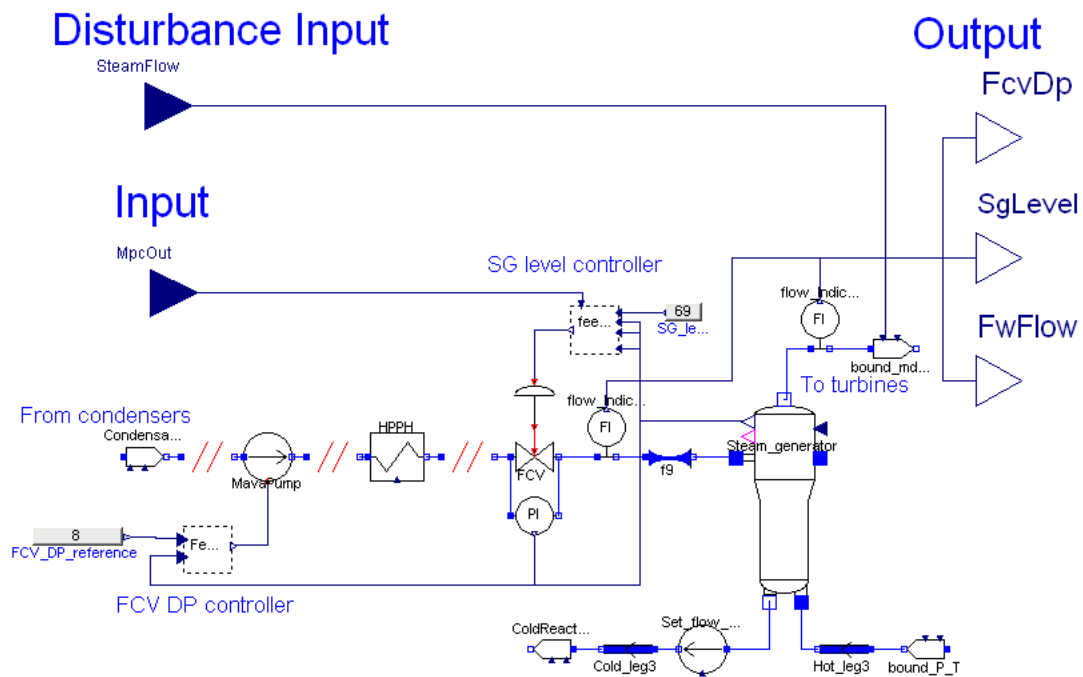 Disturbance Input
Output
SteamFlow
FcvDp
Input
SgLevel
MpcOut
SG level controller
flow_Indic...
fee...
69
SG_le...
FI
FwFlow
bound_md...
To turbines
From condensers
flow_Indic...
Condensa...
HPPH
FI
Steam_generator
FCV
f9
MavaPump
PI
8
FCV_DP_reference
Fe...
FCV DP controller
ColdReact...
Set_flow_...
Cold_leg3
Hot_leg3
bound_P_T